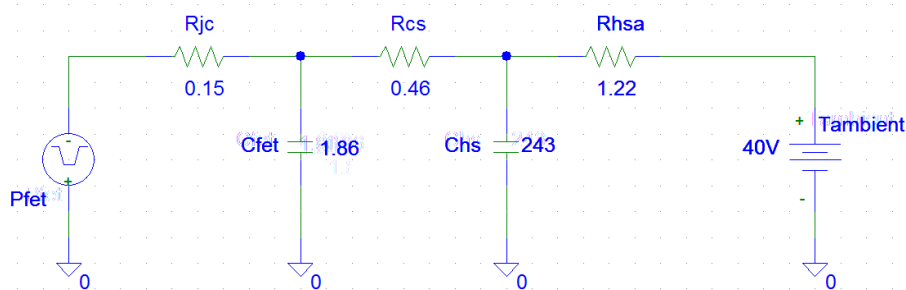 Rjc
Rcs
Rhsa
0.15
0.46
1.22
-
+
Pfet
Cfet
1.86
Chs
243
+
Tambient
40V
-
0
0
0
0